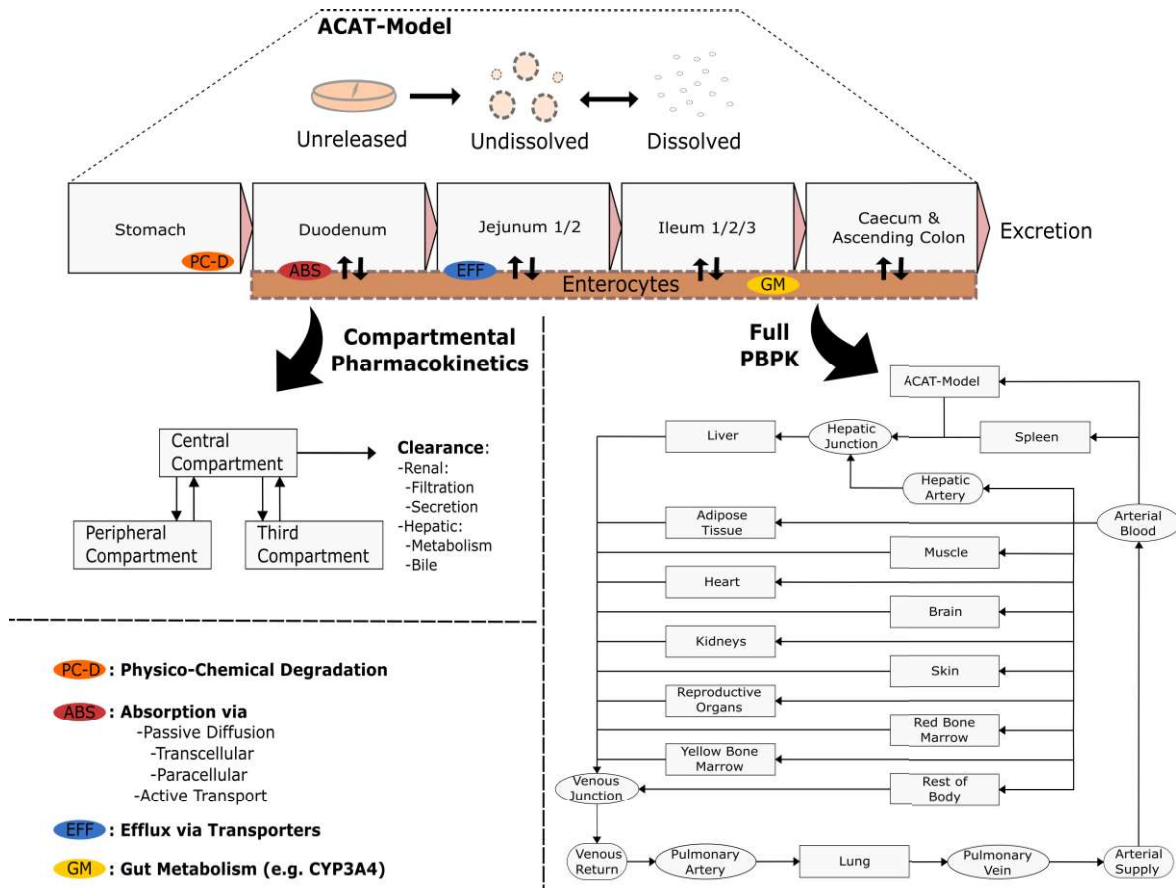 ACAT-Model
Unreleased
Undissolved
Dissolved
Stomach
Duodenum
Jejunum 1/2
Ileum 1/2/3
Caecum &
Ascending Colon
Excretion
PC-D
ABS
EFF
Enterocytes
GM
Compartmental
Pharmacokinetics
Central
Compartment
Peripheral
Compartment
Third
Compartment
Clearance:
-Renal:
-Filtration
-Secretion
-Hepatic:
-Metabolism
-Bile
PC-D : Physico-Chemical Degradation
ABS : Absorption via
-Passive Diffusion
-Transcellular
-Paracellular
-Active Transport
EFF : Efflux via Transporters
GM : Gut Metabolism (e.g. CYP3A4)
Full
PBPK
ACAT-Model
Liver
Hepatic
Junction
Spleen
Hepatic
Artery
Adipose
Tissue
Arterial
Blood
Muscle
Heart
Brain
Kidneys
Skin
Reproductive
Organs
Red Bone
Marrow
Yellow Bone
Marrow
Venous
Junction
Rest of
Body
Venous
Return
Pulmonary
Artery
Lung
Pulmonary
Vein
Arterial
Supply